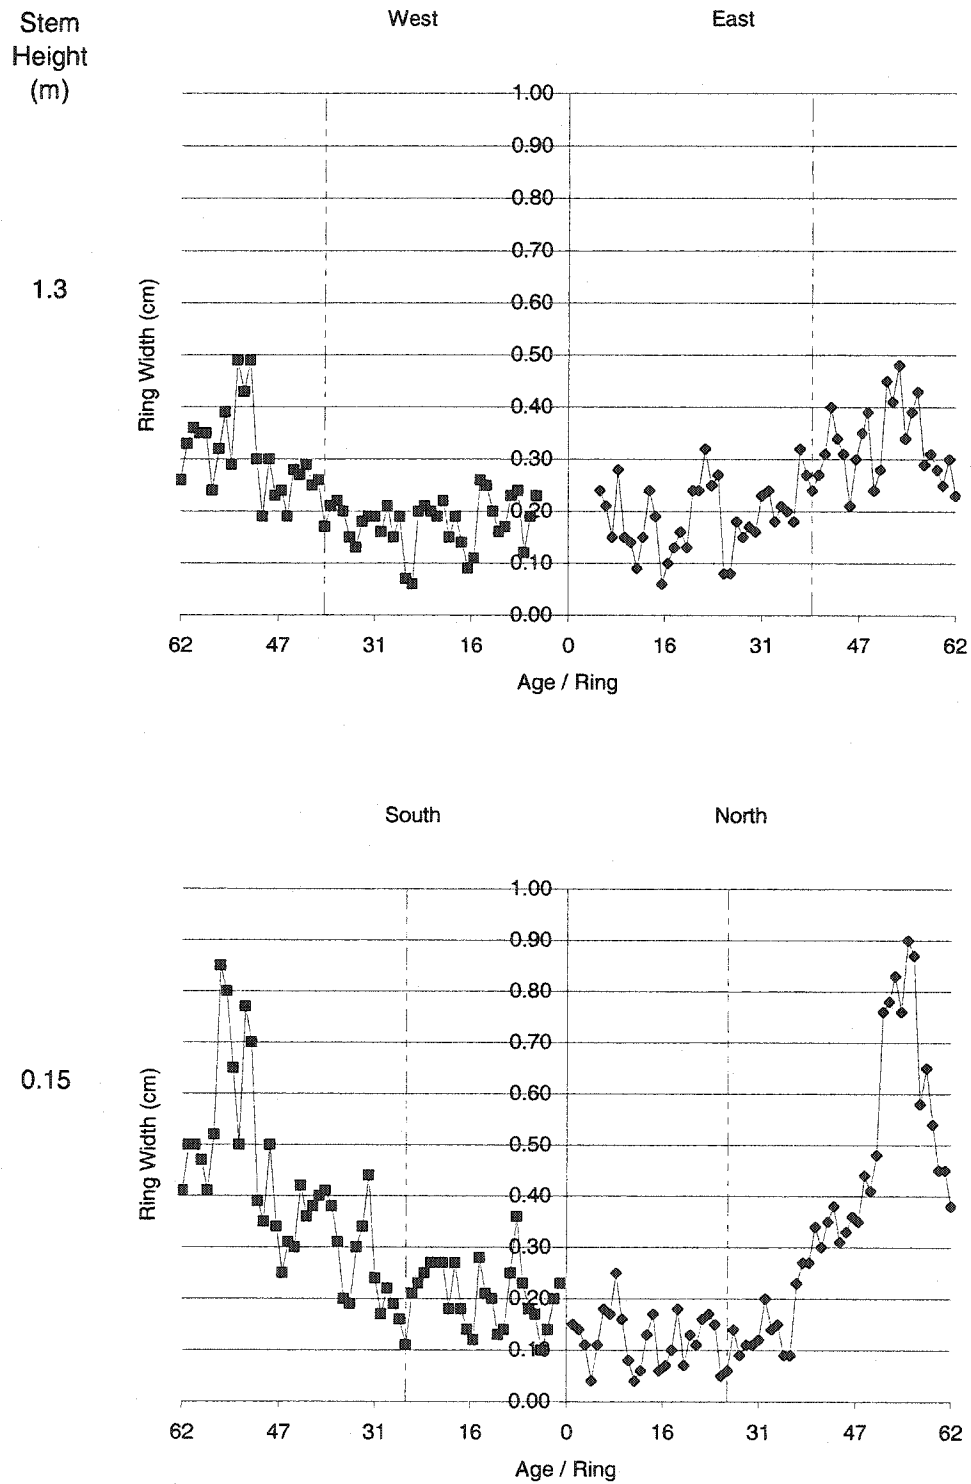 Stem
Height
(m)
West East
1.00
0.90
0.80
0.70
1.3
0.60
0.50
0.40
0.30
0.20
0.10
0.00
Ring Width (cm)
62 47 31 16 0 16 31 47 62
Age / Ring
South North
1.00
0.90
0.80
0.70
0.15
0.60
0.50
0.40
0.30
0.20
0.10
0.00
Ring Width (cm)
62 47 31 16 0 16 31 47 62
Age / Ring